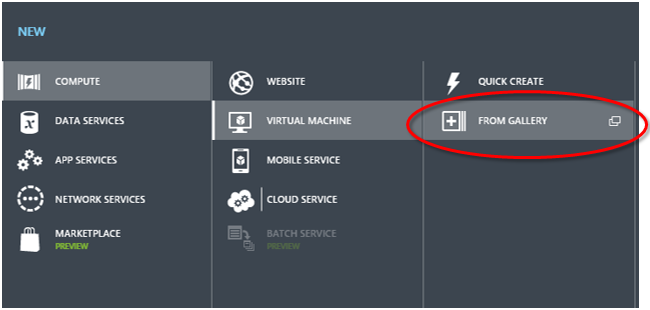 NEW
COMPUTE
DATA SERVICES
APP SERVICES
NETWORK SERVICES
MARKETPLACE
PREVIEW
WEBSITE
VIRTUAL MACHINE
MOBILE SERVICE
CLOUD SERVICE
BATCH SERVICE
PREVIEW
QUICK CREATE
FROM GALLERY